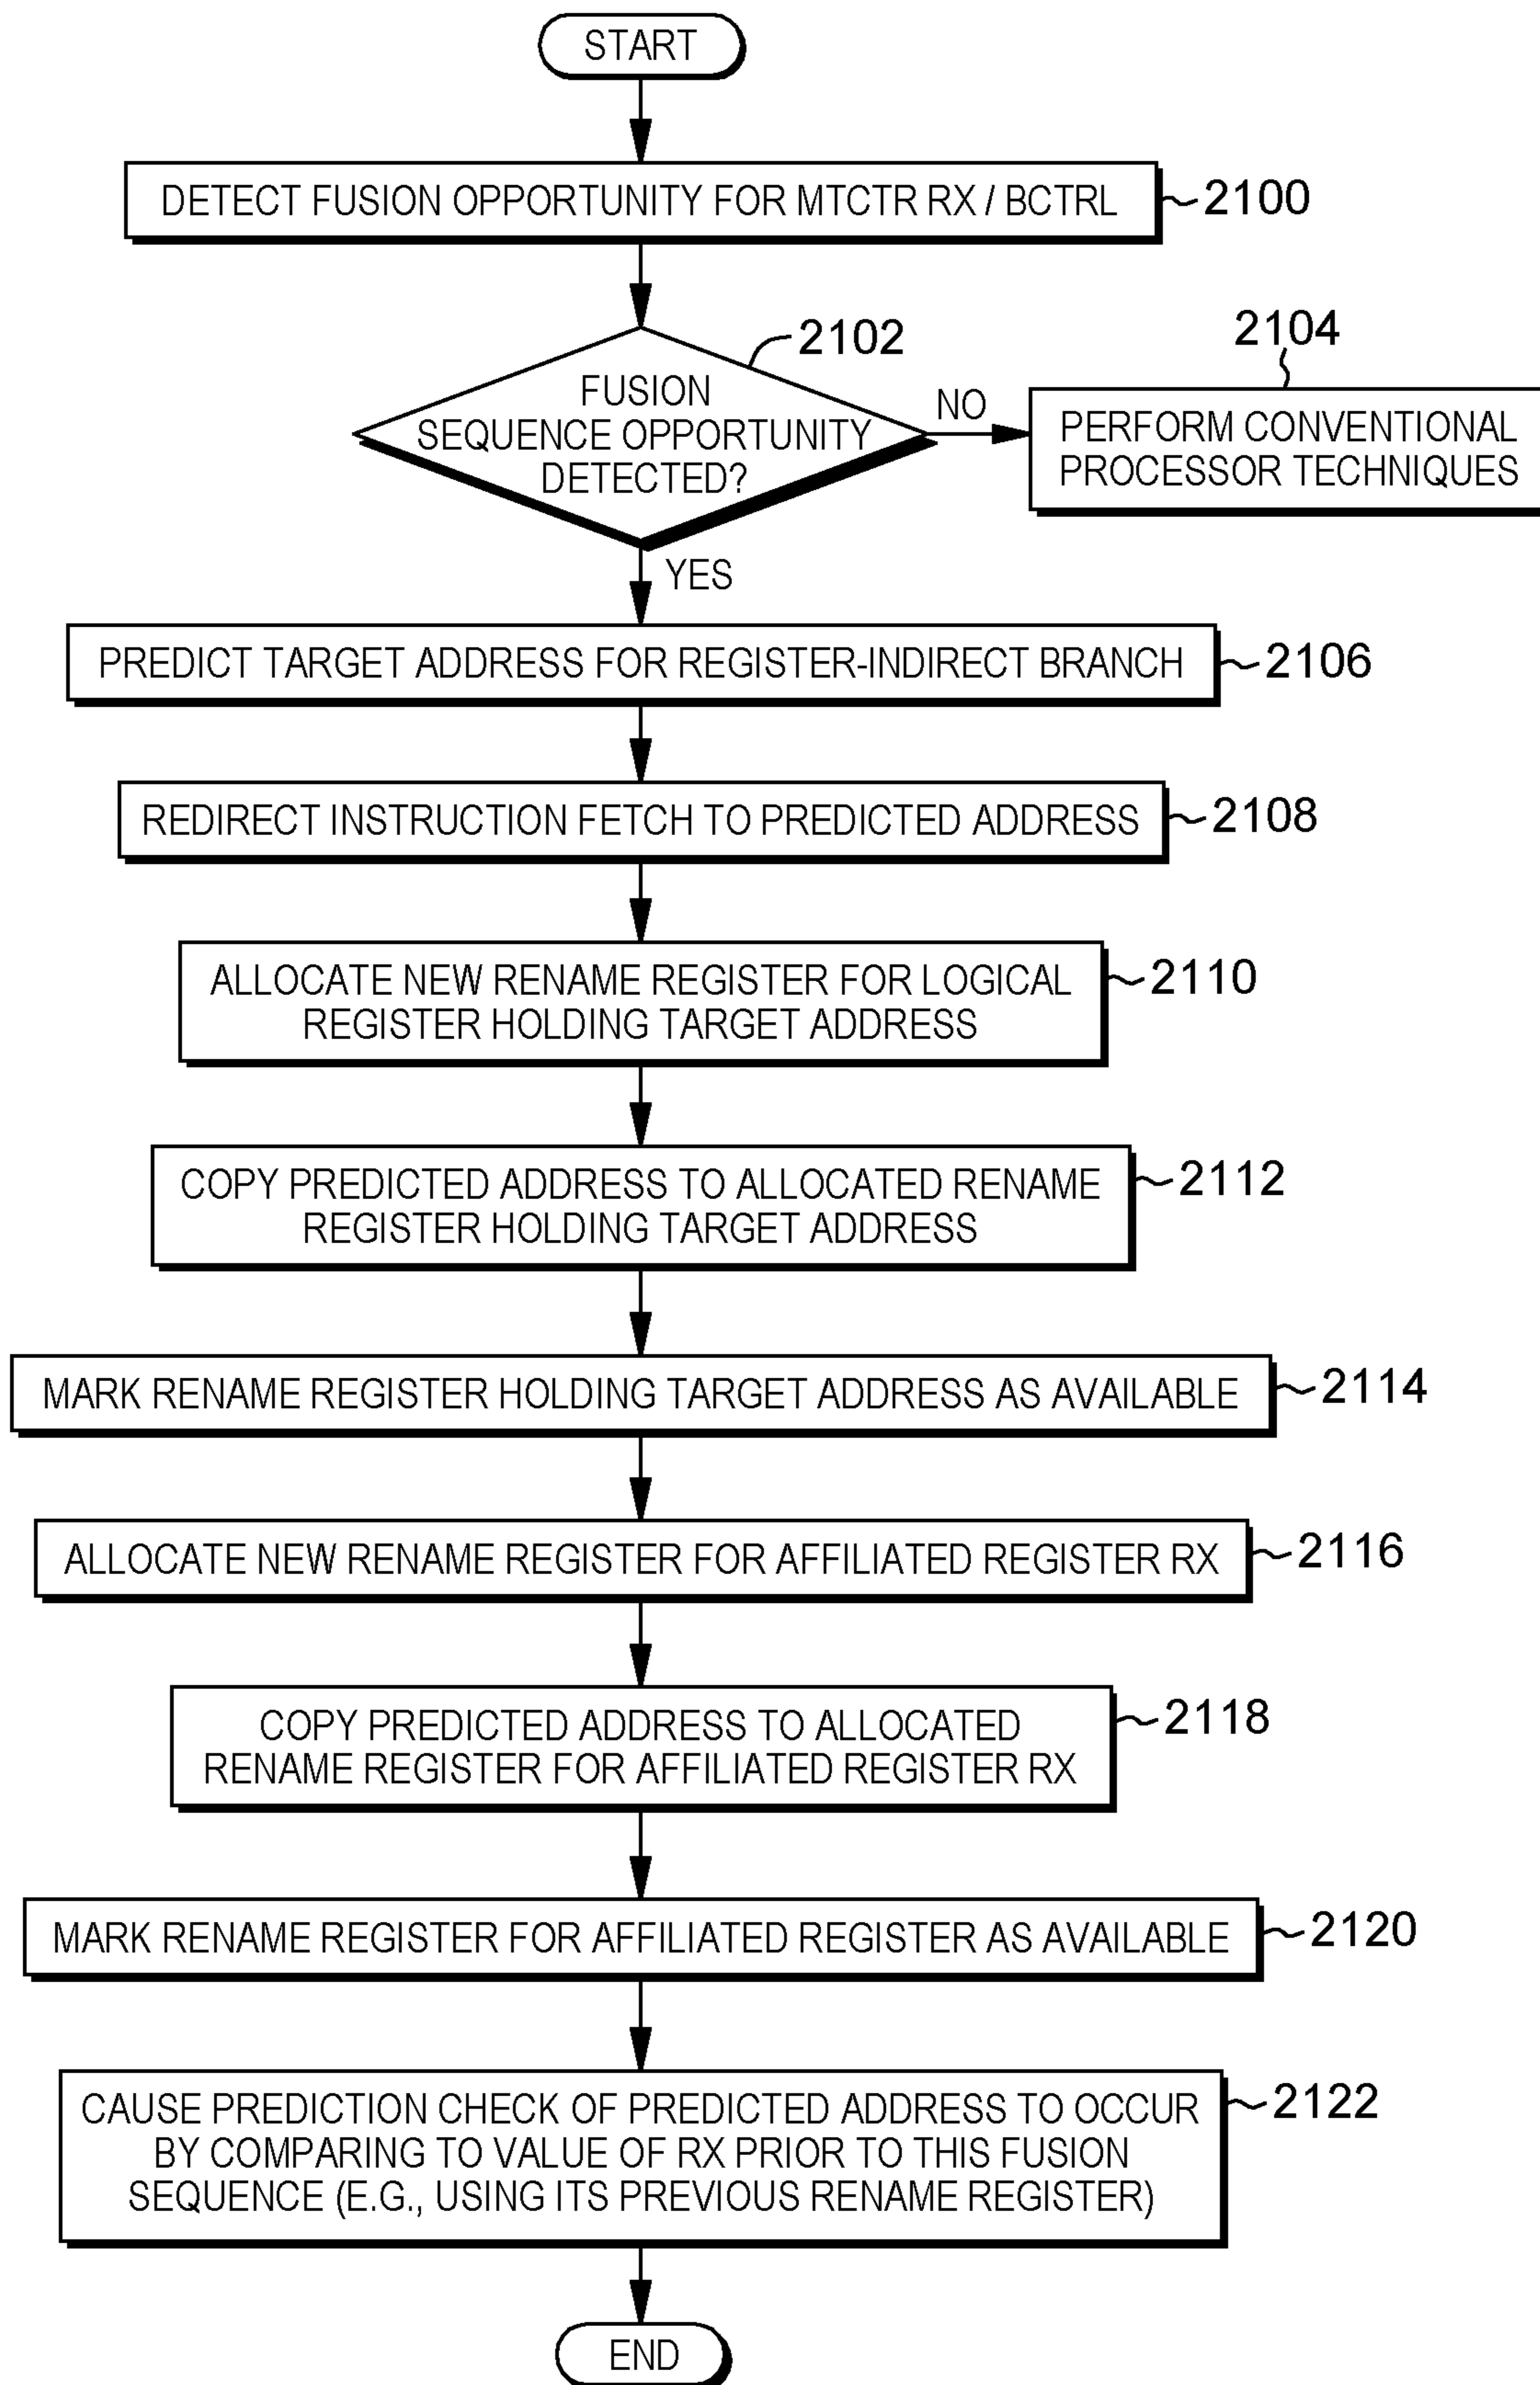 START
DETECT FUSION OPPORTUNITY FOR MTCTR RX / BCTRL
2100
2102
FUSION
SEQUENCE OPPORTUNITY
DETECTED?
NO
2104
PERFORM CONVENTIONAL
PROCESSOR TECHNIQUES
YES
PREDICT TARGET ADDRESS FOR REGISTER-INDIRECT BRANCH
2106
REDIRECT INSTRUCTION FETCH TO PREDICTED ADDRESS
2108
ALLOCATE NEW RENAME REGISTER FOR LOGICAL
REGISTER HOLDING TARGET ADDRESS
2110
COPY PREDICTED ADDRESS TO ALLOCATED RENAME
REGISTER HOLDING TARGET ADDRESS
2112
MARK RENAME REGISTER HOLDING TARGET ADDRESS AS AVAILABLE
2114
ALLOCATE NEW RENAME REGISTER FOR AFFILIATED REGISTER RX
2116
COPY PREDICTED ADDRESS TO ALLOCATED
RENAME REGISTER FOR AFFILIATED REGISTER RX
2118
MARK RENAME REGISTER FOR AFFILIATED REGISTER AS AVAILABLE
2120
CAUSE PREDICTION CHECK OF PREDICTED ADDRESS TO OCCUR
BY COMPARING TO VALUE OF RX PRIOR TO THIS FUSION
SEQUENCE (E.G., USING ITS PREVIOUS RENAME REGISTER)
2122
END